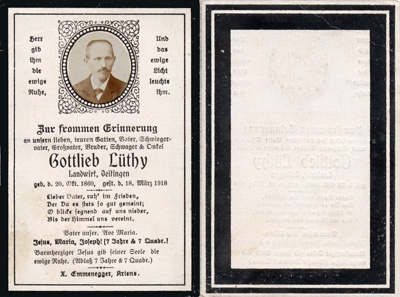 Herr
gib
ihm
die
ewige
Ruhe,
Und
das
ewige
Licht
leuchte
ihm.
Zur frommen Erinnerung
an unsern lieben, teuren Gatten, Vater, Schwieger-
vater, Großvater, Bruder, Schwager & Onkel
Gottlieb Lüthy
Landwirt, Deitingen
geb. d. 20. Okt. 1860, gest. d. 18. März 1918
Lieber Vater, ruh' im Frieden,
Der Du es stets so gut gemeint;
O blicke segnend auf uns nieder,
Bis der Himmel uns vereint.
Vater unser. Ave Maria.
Jesus, Maria, Joseph! [7 Jahre & 7 Quadr.]
Barmherziger Jesus gib seiner Seele die
ewige Ruhe. (Ablaß 7 Jahr & 7 Quadr.)
X. Emmenegger, Kriens.